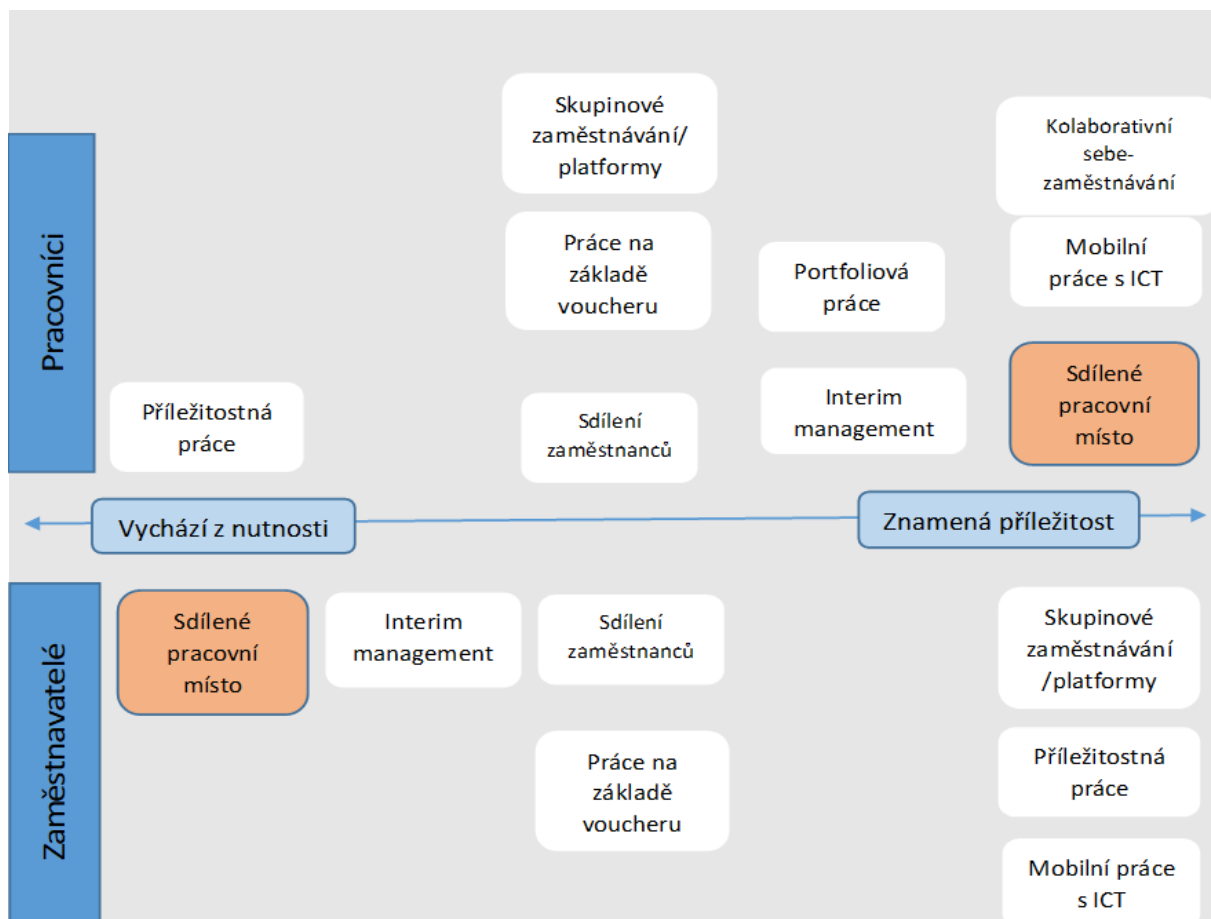 Pracovníci
Skupinové
zaměstnávání/
platformy
Kolaborativní
sebe-
zaměstnávání
Práce na
základě
voucheru
Portfoliová
práce
Mobilní
práce s ICT
Příležitostná
práce
Sdílení
zaměstnanců
Interim
management
Sdílené
pracovní
místo
Vychází z nutnosti
Znamená příležitost
Zaměstnavatelé
Sdílené
pracovní
místo
Interim
management
Sdílení
zaměstnanců
Skupinové
zaměstnávání
/platformy
Práce na
základě
voucheru
Příležitostná
práce
Mobilní práce
s ICT